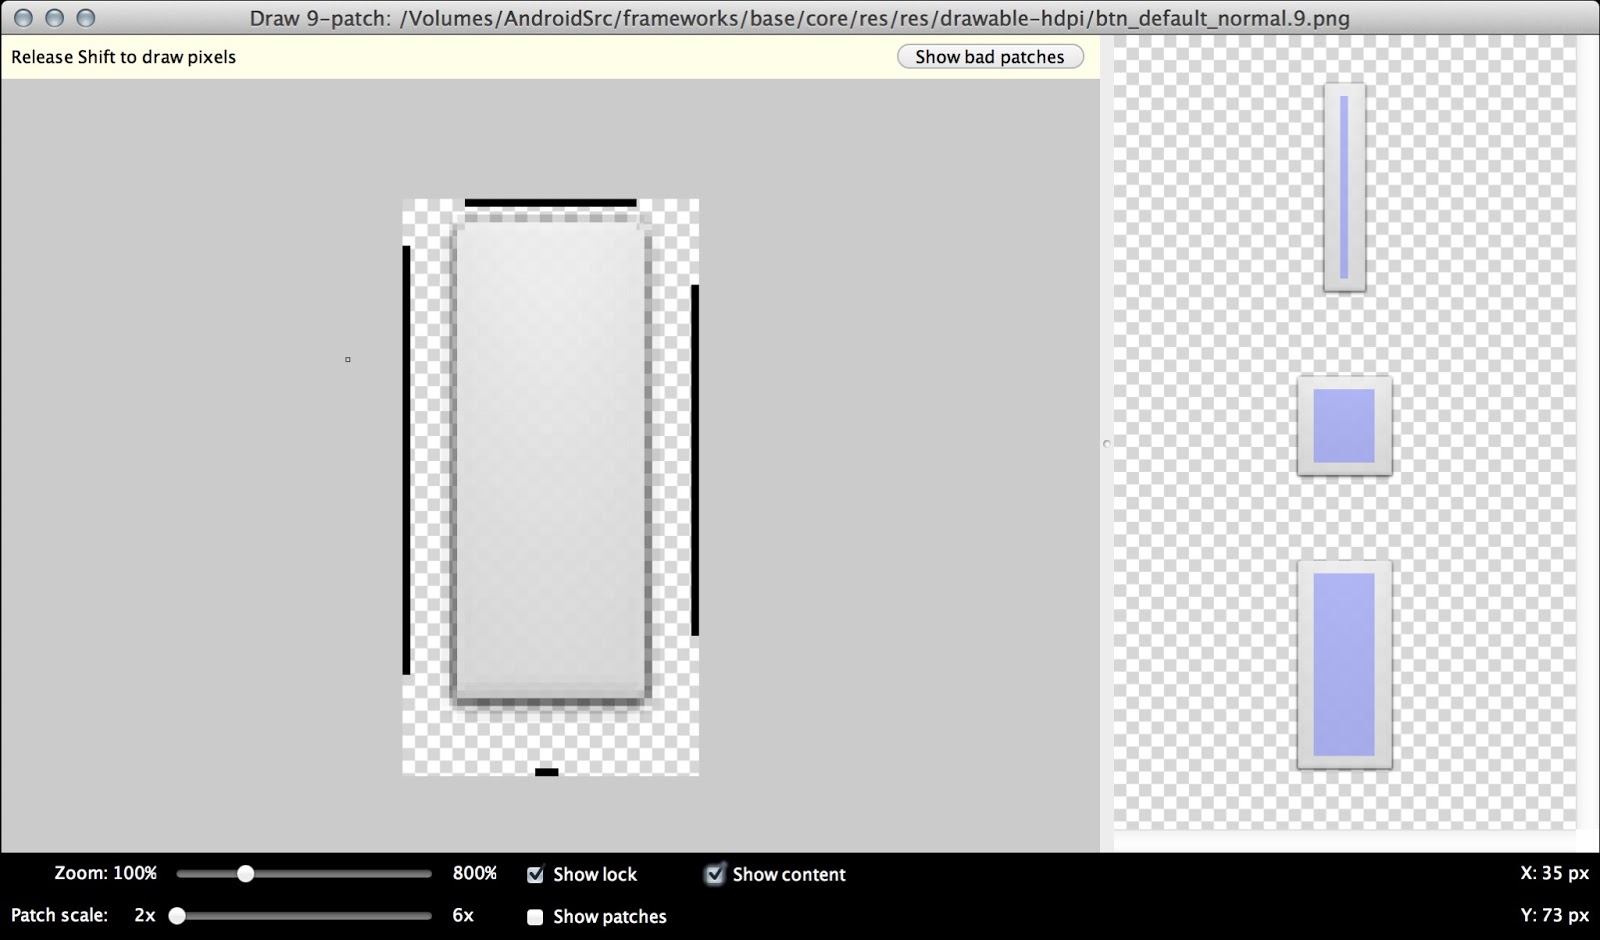 Draw 9-patch: /Volumes/AndroidSrc/frameworks/base/core/res/res/drawable-hdpi/btn_default_normal.9.png
Release Shift to draw pixels
Show bad patches
Zoom: 100%
800%
Show lock
Show content
X: 35 px
Patch scale:
2x
6x
Show patches
Y: 73 px